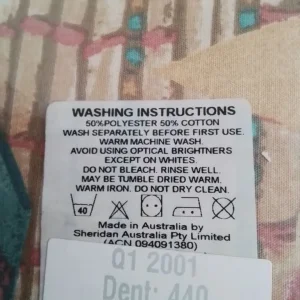 WASHING INSTRUCTIONS
50%POLYESTER 50% COTTON
WASH SEPARATELY BEFORE FIRST USE.
WARM MACHINE WASH.
AVOID USING OPTICAL BRIGHTNERS
EXCEPT ON WHITES.
DO NOT BLEACH. RINSE WELL.
MAY BE TUMBLE DRIED WARM.
WARM IRON. DO NOT DRY CLEAN.
40
Made in Australia by
Sheridan Australia Pty Limited
(ACN 094091380)
Q1 2001
Dent: 440